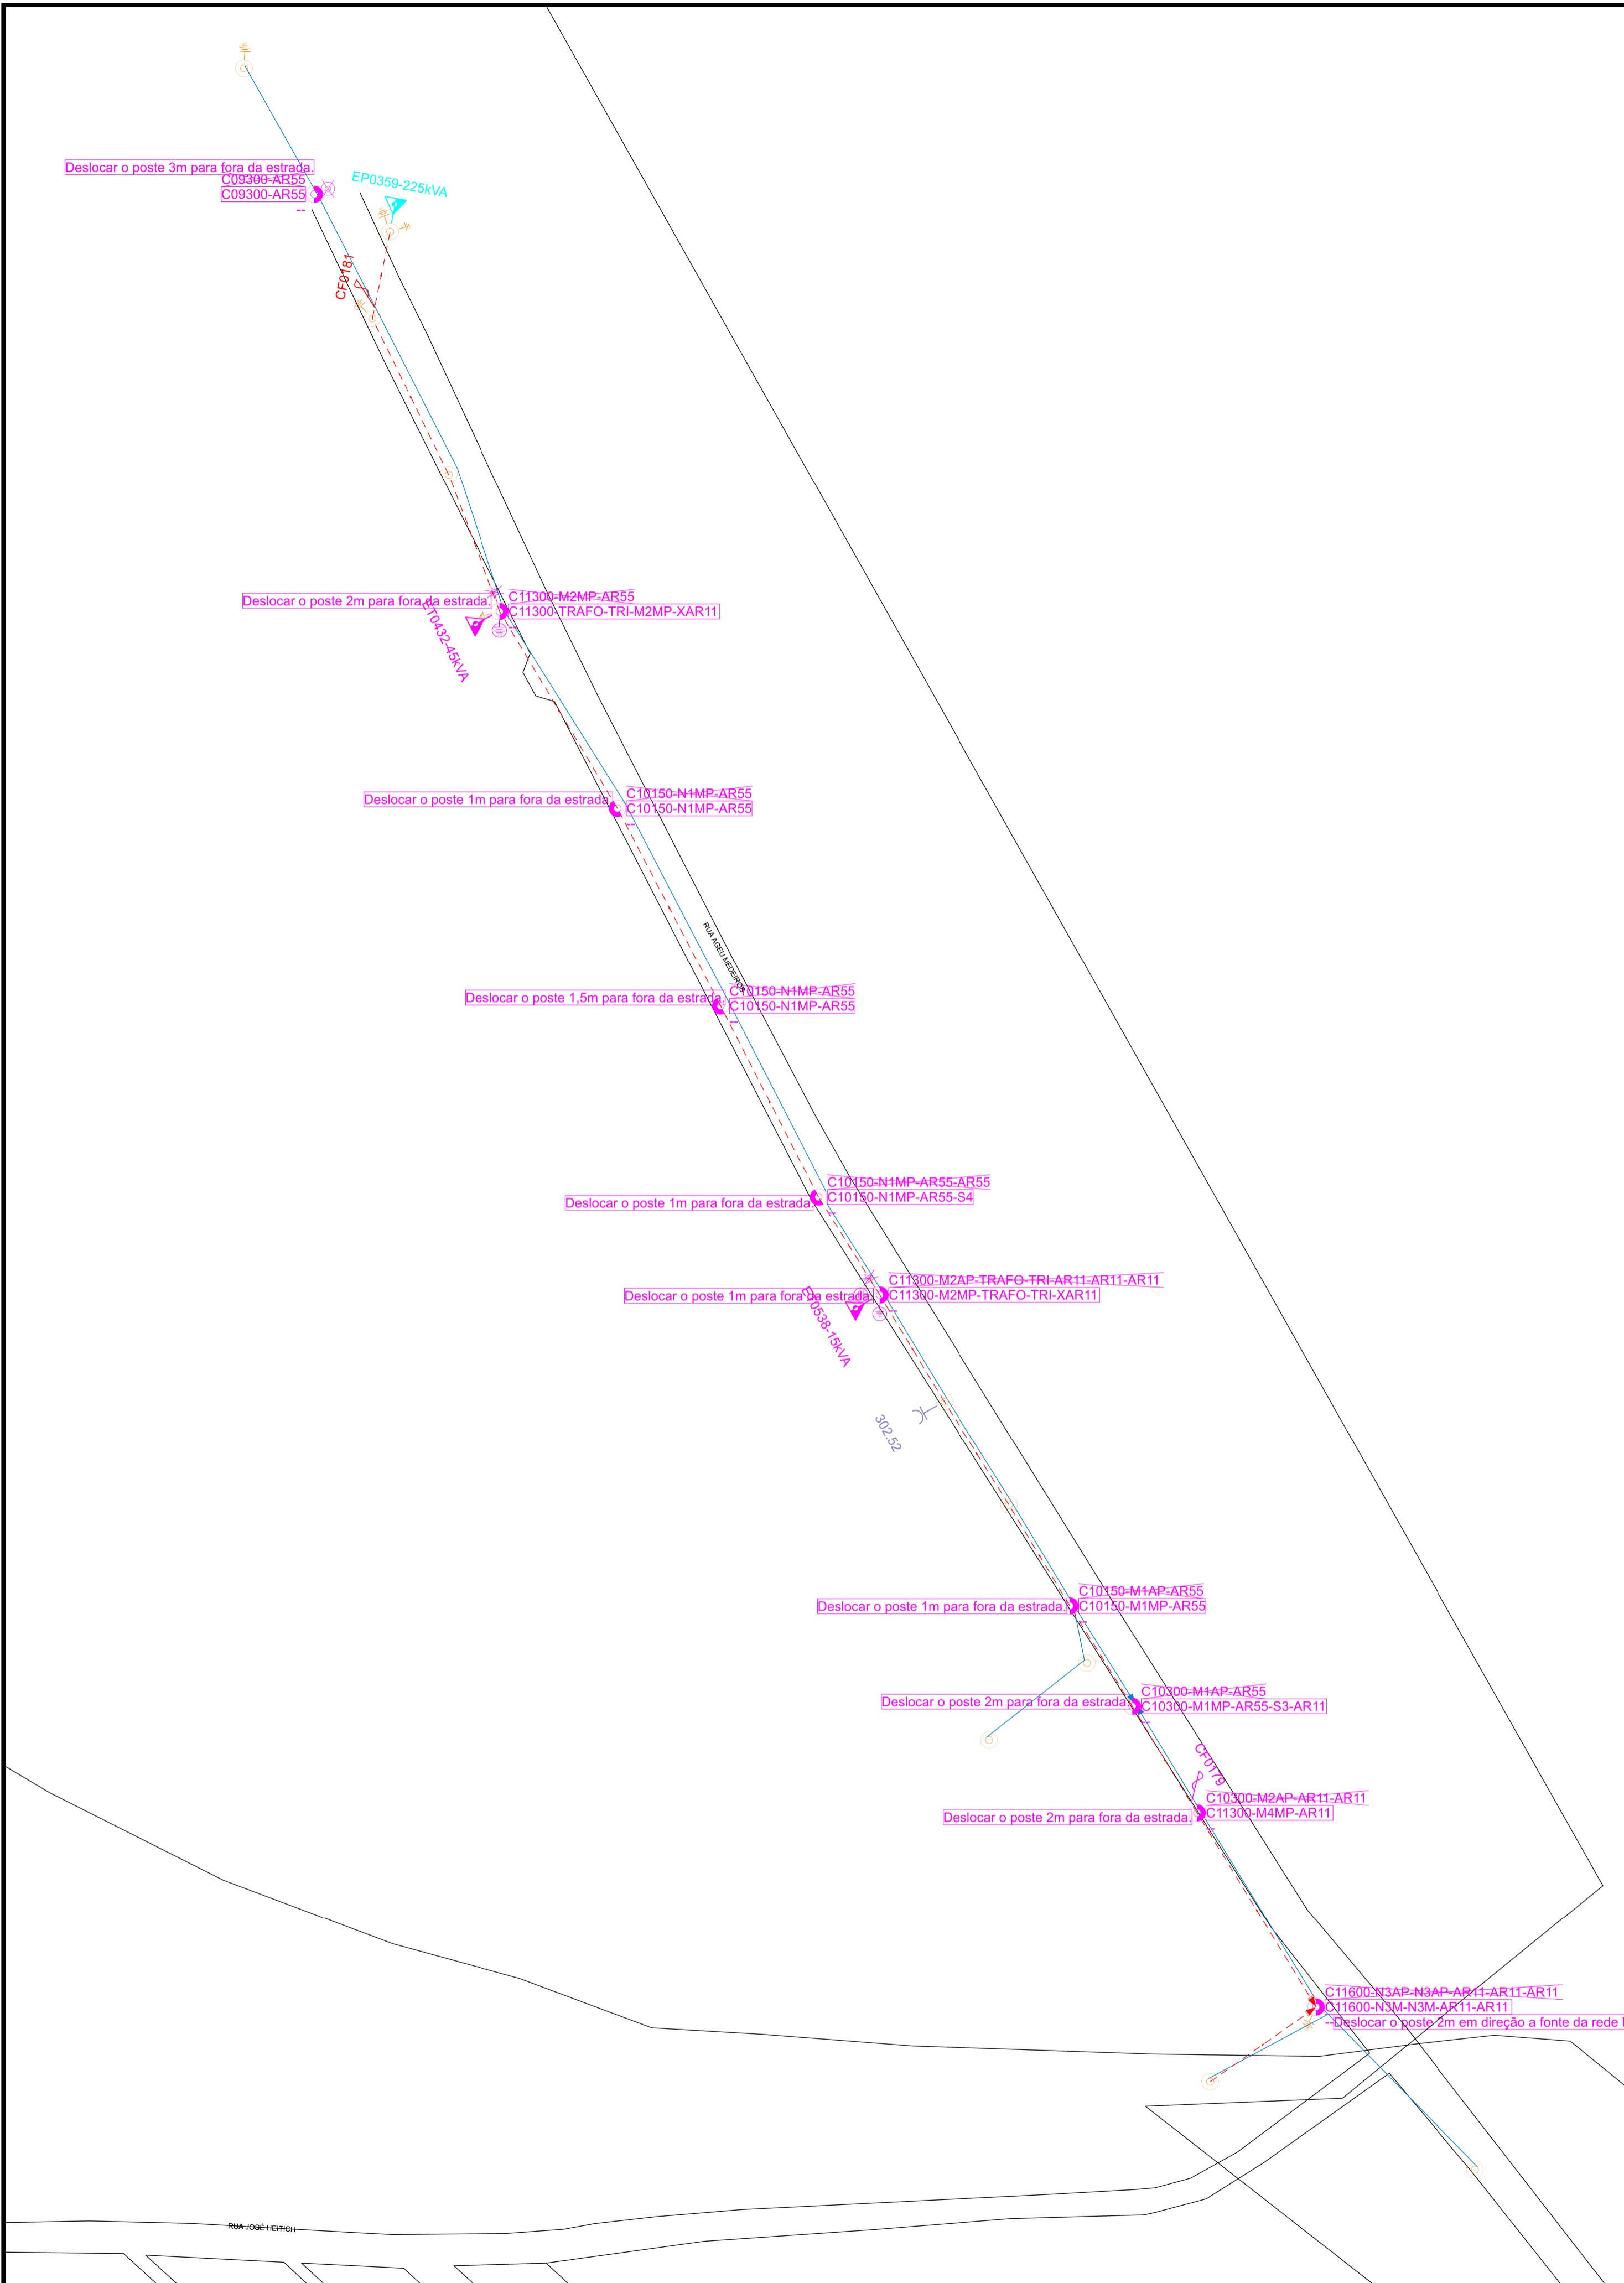 Deslocar o poste 3m para fora da estrada.
C09300-AR55
C09300-AR55
--
EP0359-225kVA
CF0181
Deslocar o poste 2m para fora da estrada.
C11300-M2MP-AR55
C11300-TRAFO-TRI-M2MP-XAR11
--
ET0432-45kVA
Deslocar o poste 1m para fora da estrada.
C10150-N1MP-AR55
C10150-N1MP-AR55
--
RUA AGEU MEDEIROS
Deslocar o poste 1,5m para fora da estrada.
C10150-N1MP-AR55
C10150-N1MP-AR55
--
Deslocar o poste 1m para fora da estrada.
C10150-N1MP-AR55-AR55
C10150-N1MP-AR55-S4
--
Deslocar o poste 1m para fora da estrada.
C11300-M2AP-TRAFO-TRI-AR11-AR11-AR11
C11300-M2MP-TRAFO-TRI-XAR11
--
302.52
Deslocar o poste 1m para fora da estrada.
C10150-M1AP-AR55
C10150-M1MP-AR55
--
Deslocar o poste 2m para fora da estrada.
C10300-M1AP-AR55
C10300-M1MP-AR55-S3-AR11
--
CF0179
Deslocar o poste 2m para fora da estrada.
C10300-M2AP-AR11-AR11
C11300-M4MP-AR11
--
C11600-N3AP-N3AP-AR11-AR11-AR11
C11600-N3M-N3M-AR11-AR11
--Deslocar o poste 2m em direção a fonte da rede
RUA JOSÉ HEITICH